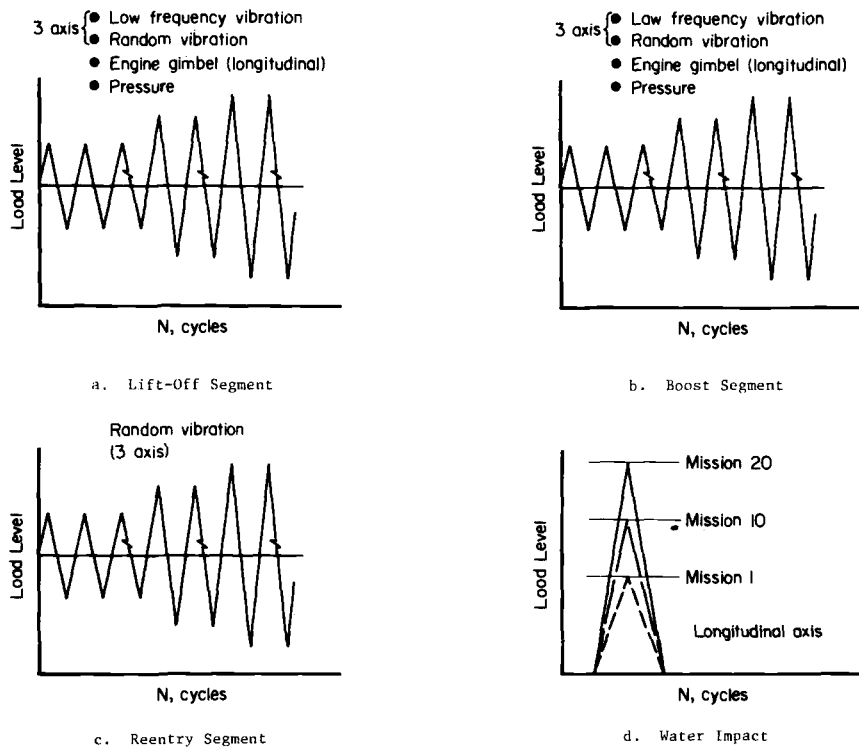 3 axis { ● Low frequency vibration
● Random vibration
● Engine gimbel (longitudinal)
● Pressure
Load Level
N, cycles
a. Lift-Off Segment
3 axis { ● Law frequency vibration
● Random vibration
● Engine gimbel (longitudinal)
● Pressure
Load Level
N, cycles
b. Boost Segment
Random vibration
(3 axis)
Load Level
N, cycles
c. Reentry Segment
Mission 20
Mission 10
Mission 1
Longitudinal axis
Load Level
N, cycles
d. Water Impact